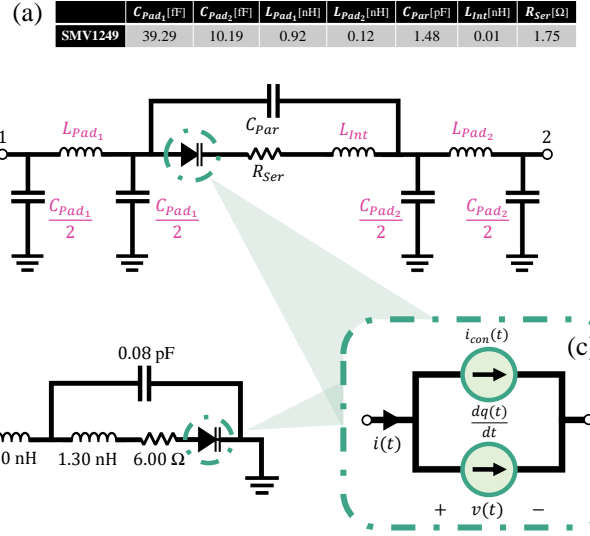 (a)
C_Pad1[fF] C_Pad2[fF] L_Pad1[nH] L_Pad2[nH] C_Par[pF] L_Int[nH] R_Ser[Ω]
SMV1249 39.29 10.19 0.92 0.12 1.48 0.01 1.75
1 L_Pad1 C_Par L_Int L_Pad2 2
R_Ser
C_Pad1/2 C_Pad1/2 C_Pad2/2 C_Pad2/2
0.08 pF
0 nH 1.30 nH 6.00 Ω
(c)
i_con(t)
i(t) dq(t)/dt
+ v(t) −